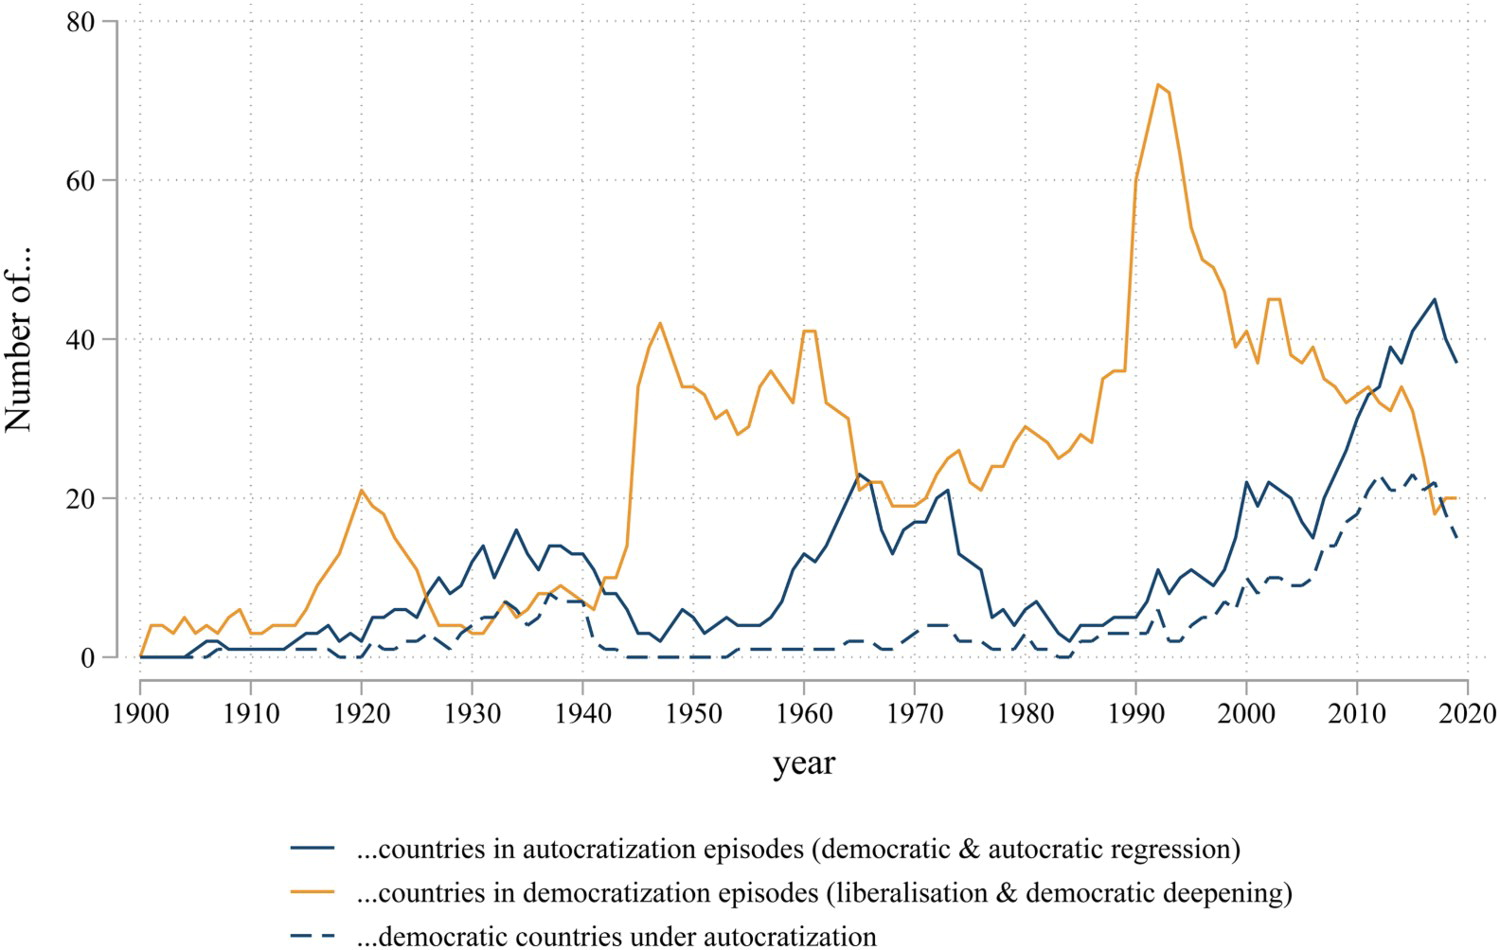 80
60
40
20
0
Number of...
1900 1910 1920 1930 1940 1950 1960 1970 1980 1990 2000 2010 2020
year
...countries in autocratization episodes (democratic & autocratic regression)
...countries in democratization episodes (liberalisation & democratic deepening)
...democratic countries under autocratization